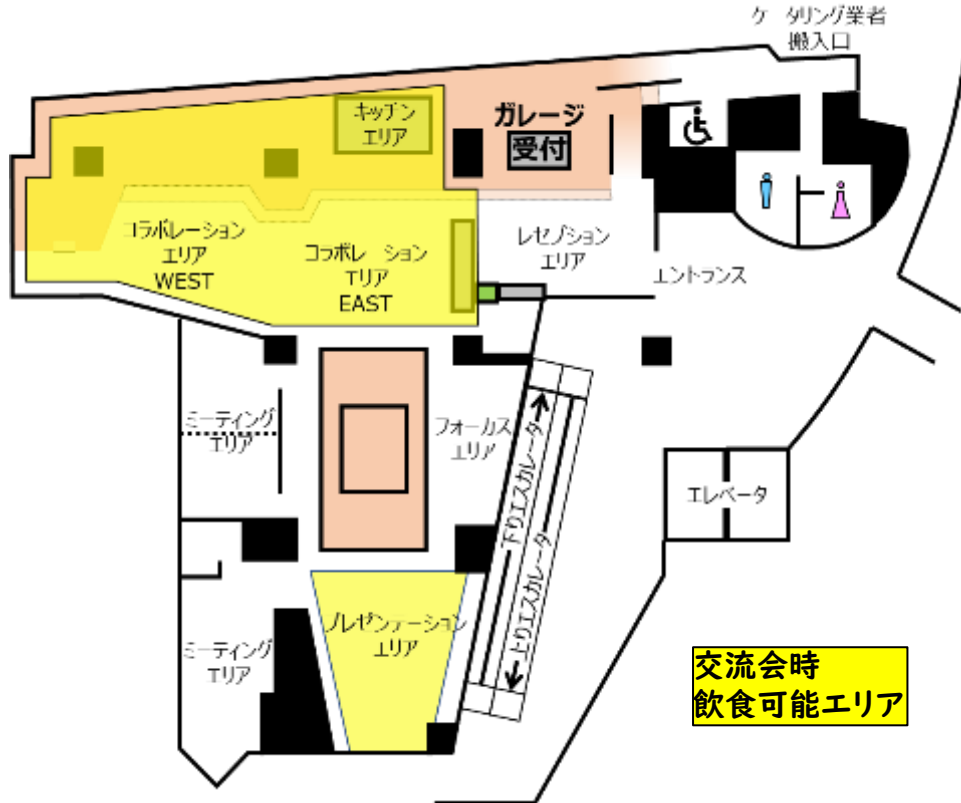 ケータリング業者
搬入口
キッチン
エリア
ガレージ
受付
コラボレーション
エリア
WEST
コラボレーション
エリア
EAST
レセプション
エリア
エントランス
ミーティング
エリア
フォーカス
エリア
下りエスカレータ
上りエスカレータ
エレベータ
ミーティング
エリア
プレゼンテーション
エリア
交流会時
飲食可能エリア